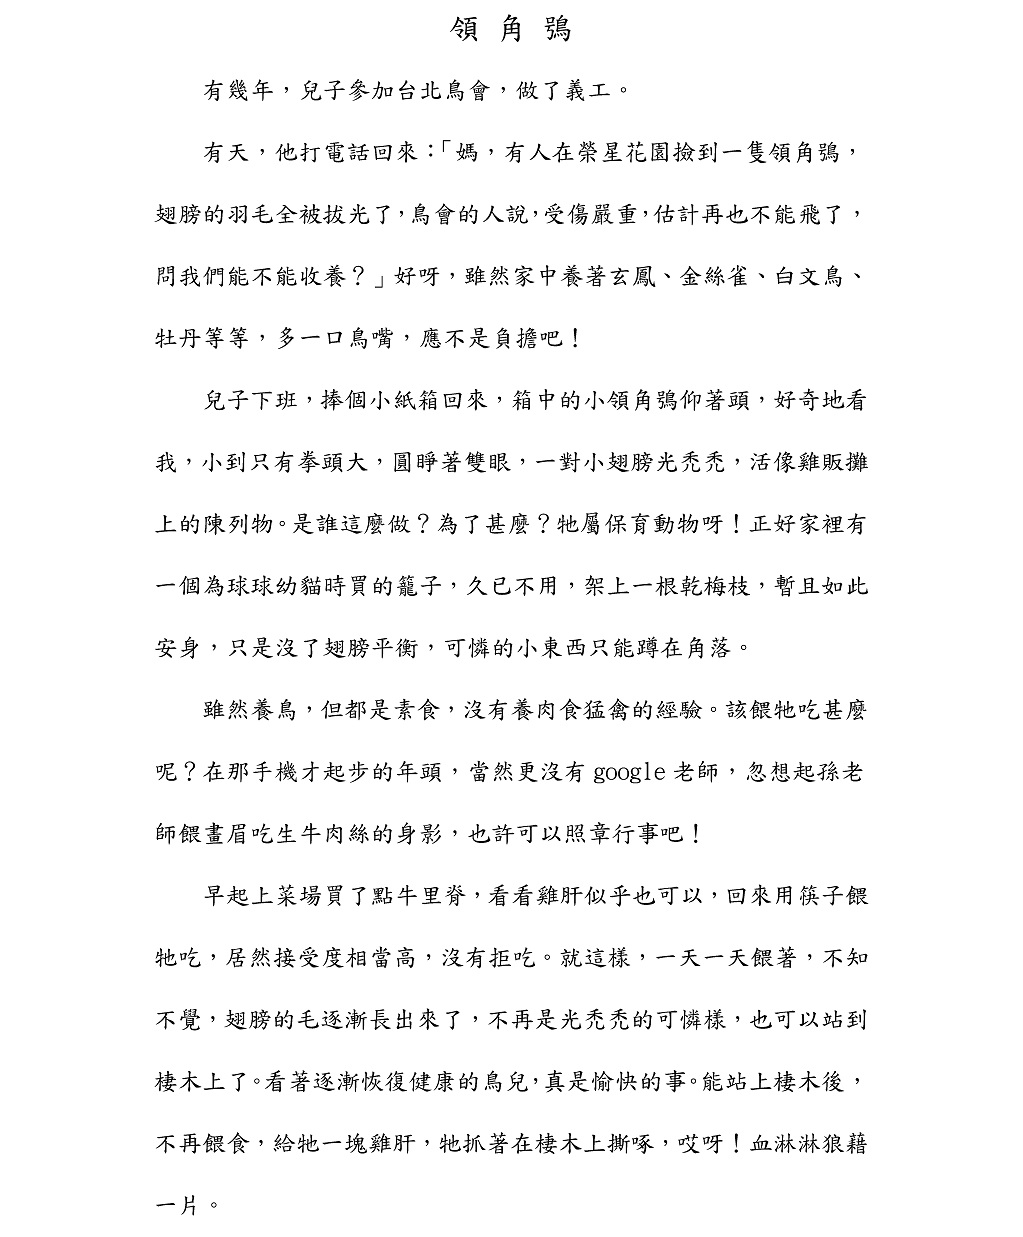 領角鴞
有幾年，兒子參加台北鳥會，做了義工。
有天，他打電話回來：「媽，有人在榮星花園撿到一隻領角鴞，
翅膀的羽毛全被拔光了，鳥會的人說，受傷嚴重，估計再也不能飛了，
問我們能不能收養？」好呀，雖然家中養著玄鳳、金絲雀、白文鳥、
牡丹等等，多一口鳥嘴，應不是負擔吧！
兒子下班，捧個小紙箱回來，箱中的小領角鴞仰著頭，好奇地看
我，小到只有拳頭大，圓睜著雙眼，一對小翅膀光禿禿，活像雞販攤
上的陳列物。是誰這麼做？為了甚麼？牠屬保育動物呀！正好家裡有
一個為球球幼貓時買的籠子，久已不用，架上一根乾梅枝，暫且如此
安身，只是沒了翅膀平衡，可憐的小東西只能蹲在角落。
雖然養鳥，但都是素食，沒有養肉食猛禽的經驗。該餵牠吃甚麼
呢？在那手機才起步的年頭，當然更沒有 google 老師，忽想起孫老
師餵畫眉吃生牛肉絲的身影，也許可以照章行事吧！
早起上菜場買了點牛里脊，看看雞肝似乎也可以，回來用筷子餵
牠吃，居然接受度相當高，沒有拒吃。就這樣，一天一天餵著，不知
不覺，翅膀的毛逐漸長出來了，不再是光禿禿的可憐樣，也可以站到
棲木上了。看著逐漸恢復健康的鳥兒，真是愉快的事。能站上棲木後，
不再餵食，給牠一塊雞肝，牠抓著在棲木上撕啄，哎呀！血淋淋狼藉
一片。